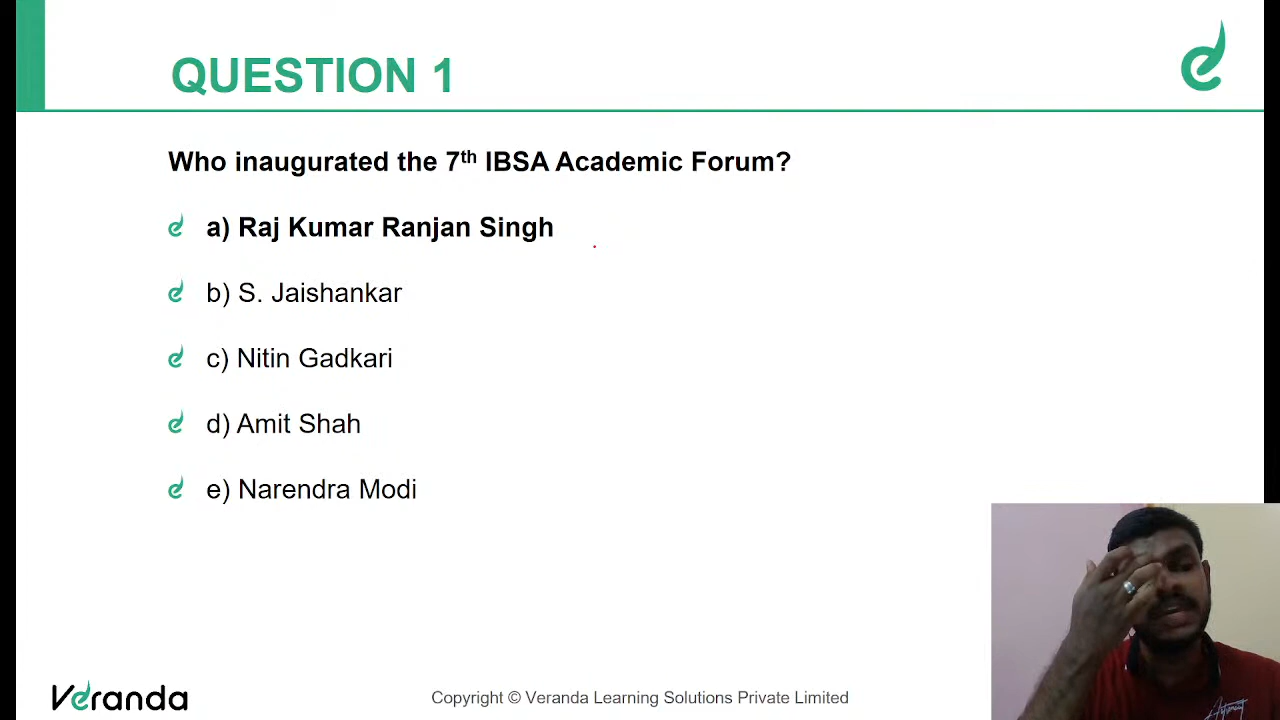 QUESTION 1
Who inaugurated the 7th IBSA Academic Forum?
a) Raj Kumar Ranjan Singh
b) S. Jaishankar
c) Nitin Gadkari
d) Amit Shah
e) Narendra Modi
Veranda
Copyright © Veranda Learning Solutions Private Limited